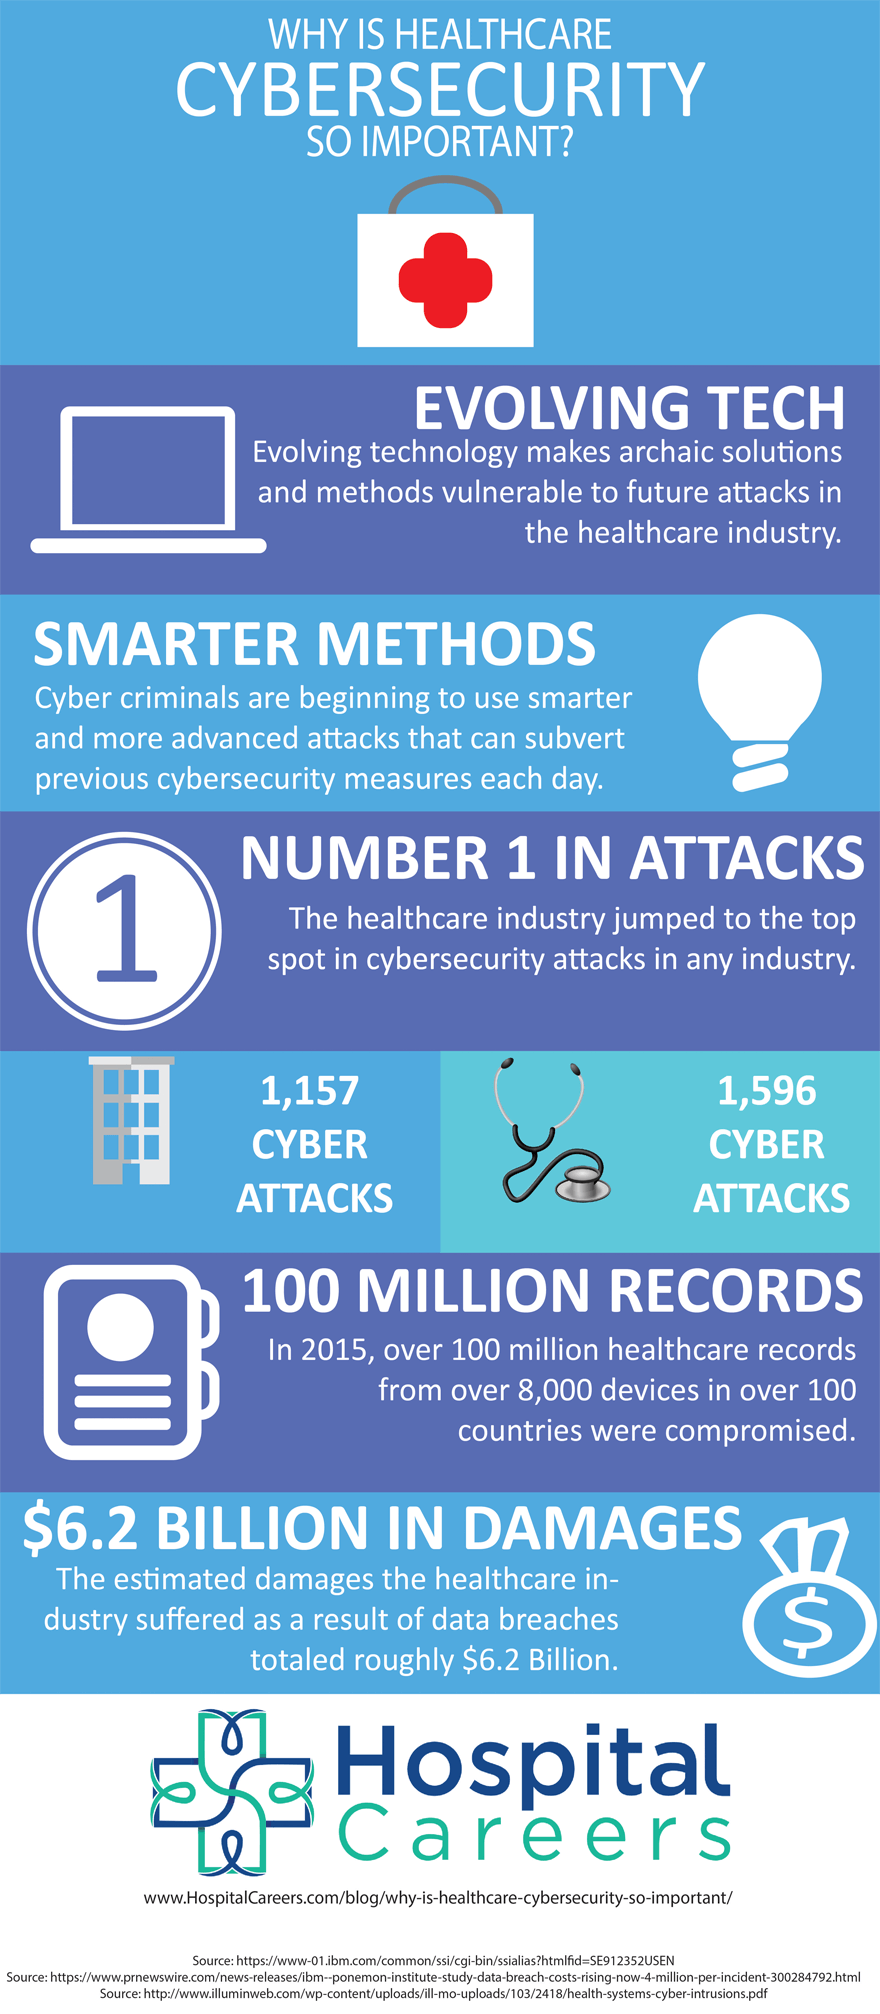 WHY IS HEALTHCARE
CYBERSECURITY
SO IMPORTANT?
EVOLVING TECH
Evolving technology makes archaic solutions
and methods vulnerable to future attacks in
the healthcare industry.
SMARTER METHODS
Cyber criminals are beginning to use smarter
and more advanced attacks that can subvert
previous cybersecurity measures each day.
1
NUMBER 1 IN ATTACKS
The healthcare industry jumped to the top
spot in cybersecurity attacks in any industry.
1,157
CYBER
ATTACKS
1,596
CYBER
ATTACKS
100 MILLION RECORDS
In 2015, over 100 million healthcare records
from over 8,000 devices in over 100
countries were compromised.
$6.2 BILLION IN DAMAGES
The estimated damages the healthcare in-
dustry suffered as a result of data breaches
totaled roughly $6.2 Billion.
$
Hospital
Careers
www.HospitalCareers.com/blog/why-is-healthcare-cybersecurity-so-important/
Source: https://www-01.ibm.com/common/ssi/cgi-bin/ssialias?htmlfid=SE912352USEN
Source: https://www.prnewswire.com/news-releases/ibm--ponemon-institute-study-data-breach-costs-rising-now-4-million-per-incident-300284792.html
Source: http://www.illuminweb.com/wp-content/uploads/ill-mo-uploads/103/2418/health-systems-cyber-intrusions.pdf